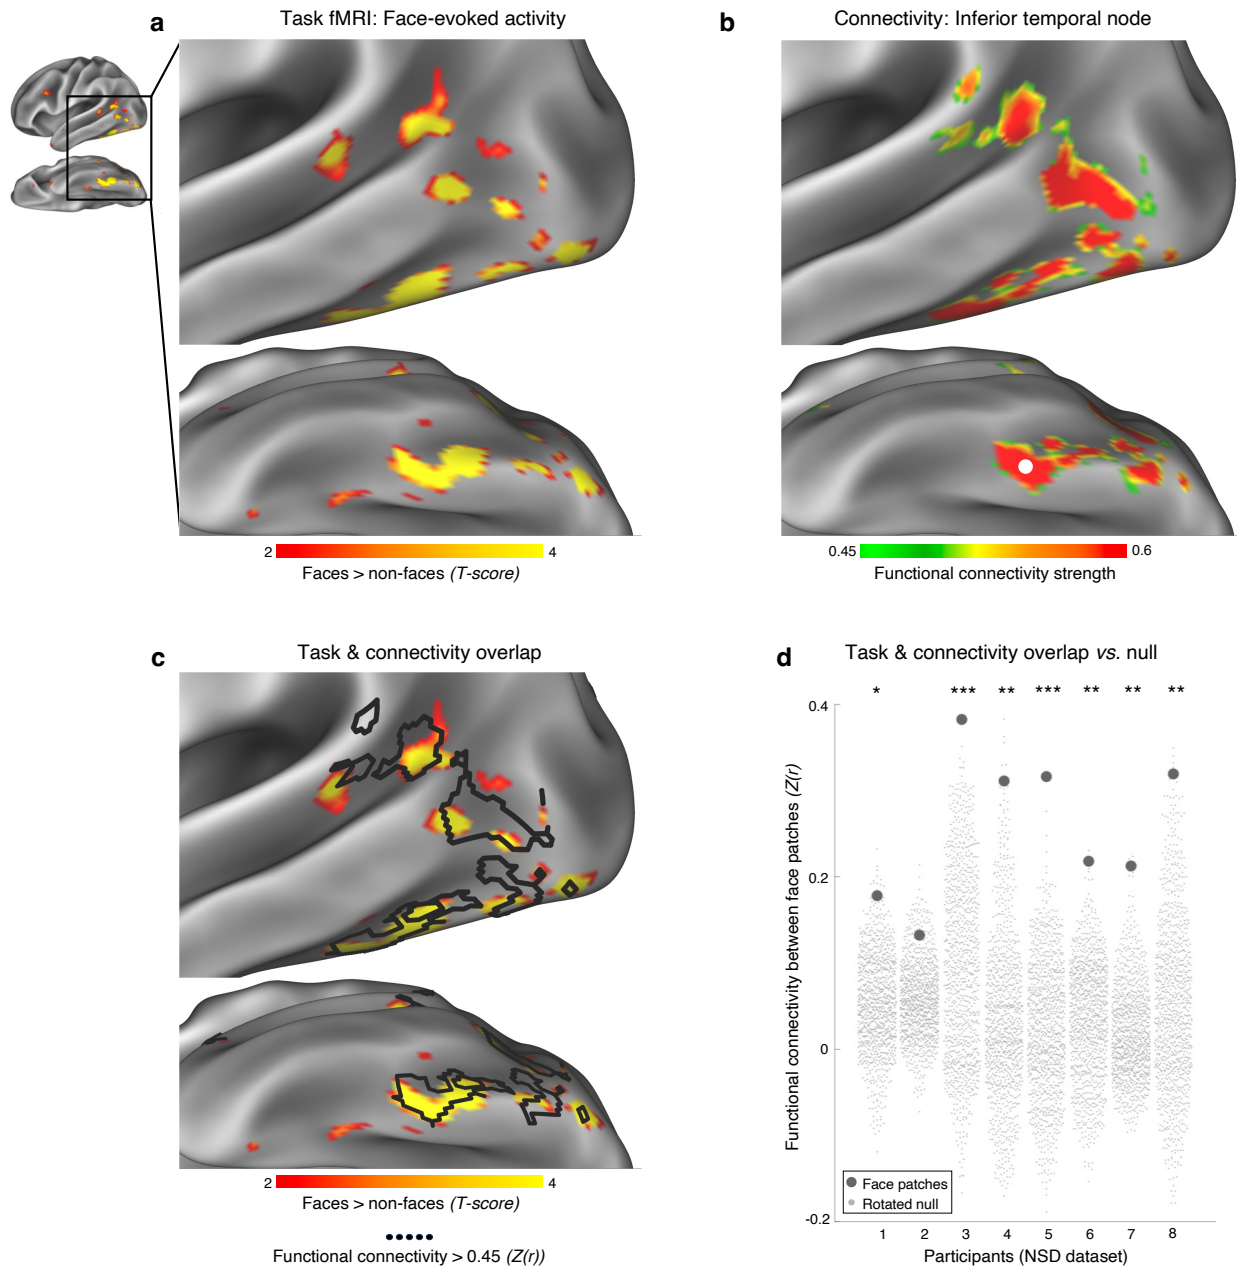 a
Task fMRI: Face-evoked activity
2
4
Faces > non-faces (T-score)
b
Connectivity: Inferior temporal node
0.45
0.6
Functional connectivity strength
c
Task & connectivity overlap
2
4
Faces > non-faces (T-score)
Functional connectivity > 0.45 (Z(r))
d
Task & connectivity overlap vs. null
* *** ** *** ** ** **
Functional connectivity between face patches (Z(r))
0.4
0.2
0
-0.2
Face patches
Rotated null
1 2 3 4 5 6 7 8
Participants (NSD dataset)